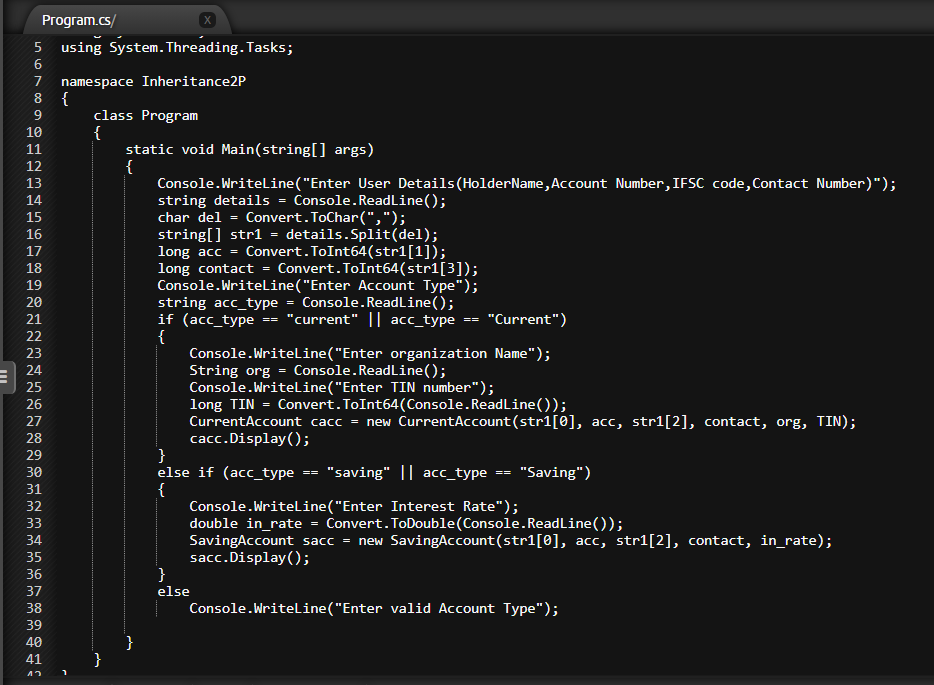 Program.cs/ X
5 using System.Threading.Tasks;
6
7 namespace Inheritance2P
8 {
9     class Program
10     {
11         static void Main(string[] args)
12         {
13             Console.WriteLine("Enter User Details(HolderName,Account Number,IFSC code,Contact Number)");
14             string details = Console.ReadLine();
15             char del = Convert.ToChar(",");
16             string[] str1 = details.Split(del);
17             long acc = Convert.ToInt64(str1[1]);
18             long contact = Convert.ToInt64(str1[3]);
19             Console.WriteLine("Enter Account Type");
20             string acc_type = Console.ReadLine();
21             if (acc_type == "current" || acc_type == "Current")
22             {
23                 Console.WriteLine("Enter organization Name");
24                 String org = Console.ReadLine();
25                 Console.WriteLine("Enter TIN number");
26                 long TIN = Convert.ToInt64(Console.ReadLine());
27                 CurrentAccount cacc = new CurrentAccount(str1[0], acc, str1[2], contact, org, TIN);
28                 cacc.Display();
29             }
30             else if (acc_type == "saving" || acc_type == "Saving")
31             {
32                 Console.WriteLine("Enter Interest Rate");
33                 double in_rate = Convert.ToDouble(Console.ReadLine());
34                 SavingAccount sacc = new SavingAccount(str1[0], acc, str1[2], contact, in_rate);
35                 sacc.Display();
36             }
37             else
38                 Console.WriteLine("Enter valid Account Type");
39
40         }
41     }
42 }